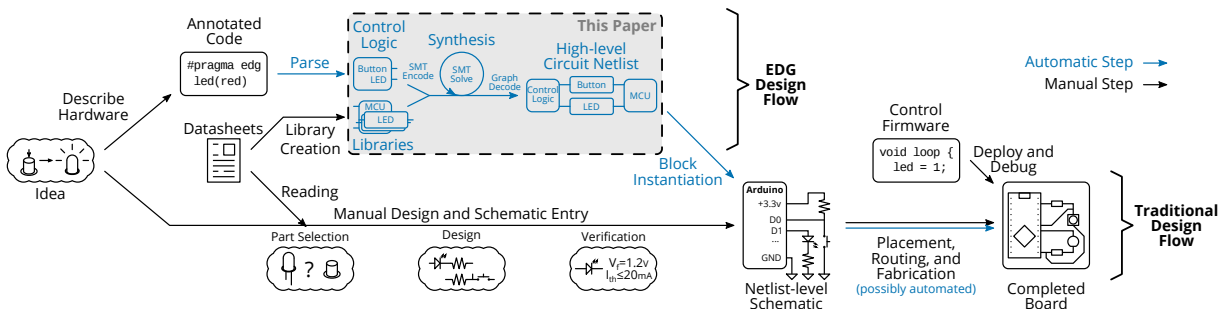 This Paper
Annotated
Code
#pragma edg
led(red)
Parse
Control
Logic
Button
LED
SMT
Encode
Synthesis
SMT
Solve
Graph
Decode
High-level
Circuit Netlist
Control
Logic
Button
LED
MCU
MCU
LED
Libraries
EDG
Design
Flow
Automatic Step
Manual Step
Describe
Hardware
Datasheets
Library
Creation
Idea
Reading
Block
Instantiation
Control
Firmware
void loop {
led = 1;
Deploy and
Debug
Manual Design and Schematic Entry
Part Selection
?
Design
Verification
Vf=1.2v
Ith≤20mA
Arduino
+3.3v
D0
D1
...
GND
Netlist-level
Schematic
Placement,
Routing, and
Fabrication
(possibly automated)
Completed
Board
Traditional
Design
Flow